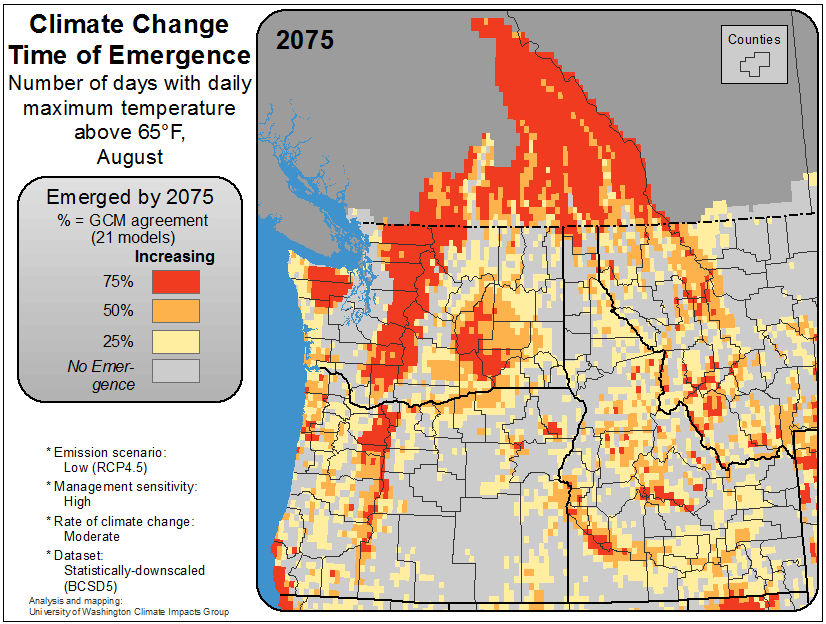 Climate Change
Time of Emergence
Number of days with daily
maximum temperature
above 65°F,
August
Emerged by 2075
% = GCM agreement
(21 models)
Increasing
75%
50%
25%
No Emer-
gence
* Emission scenario:
Low (RCP4.5)
* Management sensitivity:
High
* Rate of climate change:
Moderate
* Dataset:
Statistically-downscaled
(BCSD5)
Analysis and mapping:
University of Washington Climate Impacts Group
2075
Counties